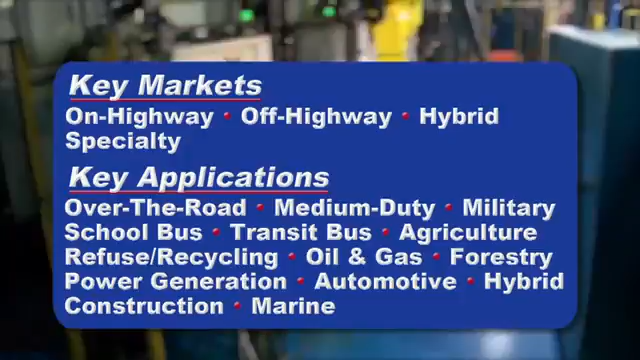 Key Markets
On-Highway • Off-Highway • Hybrid
Specialty
Key Applications
Over-The-Road • Medium-Duty • Military
School Bus • Transit Bus • Agriculture
Refuse/Recycling • Oil & Gas • Forestry
Power Generation • Automotive • Hybrid
Construction • Marine